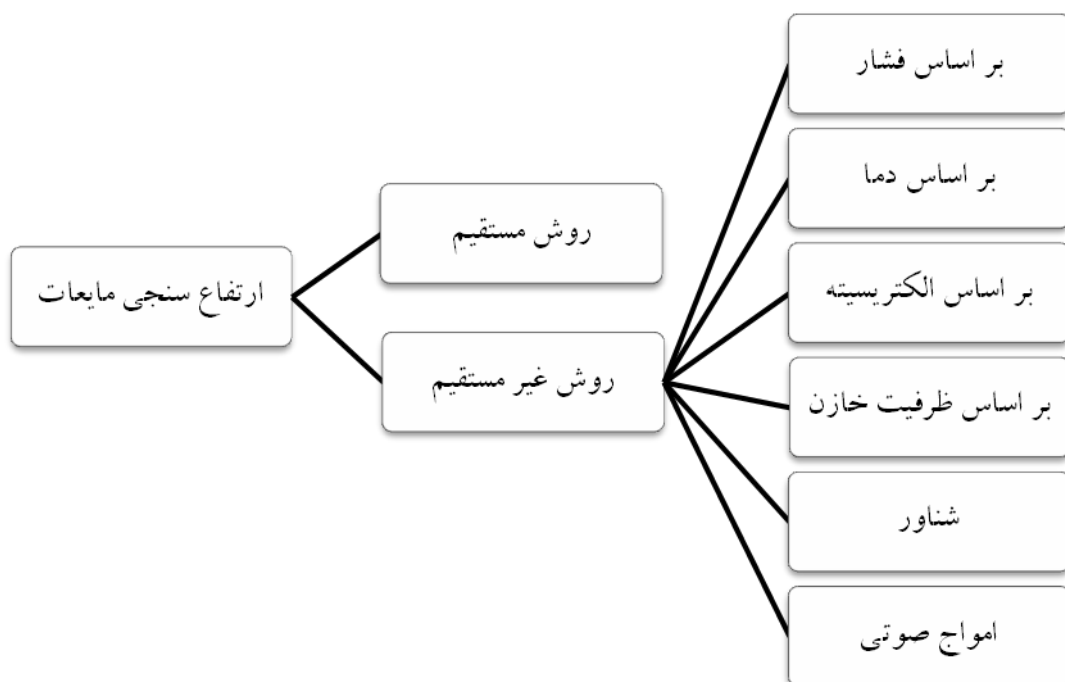 ارتفاع سنجی مایعات
روش مستقیم
روش غیر مستقیم
بر اساس فشار
بر اساس دما
بر اساس الکتریسیته
بر اساس ظرفیت خازن
شناور
امواج صوتی